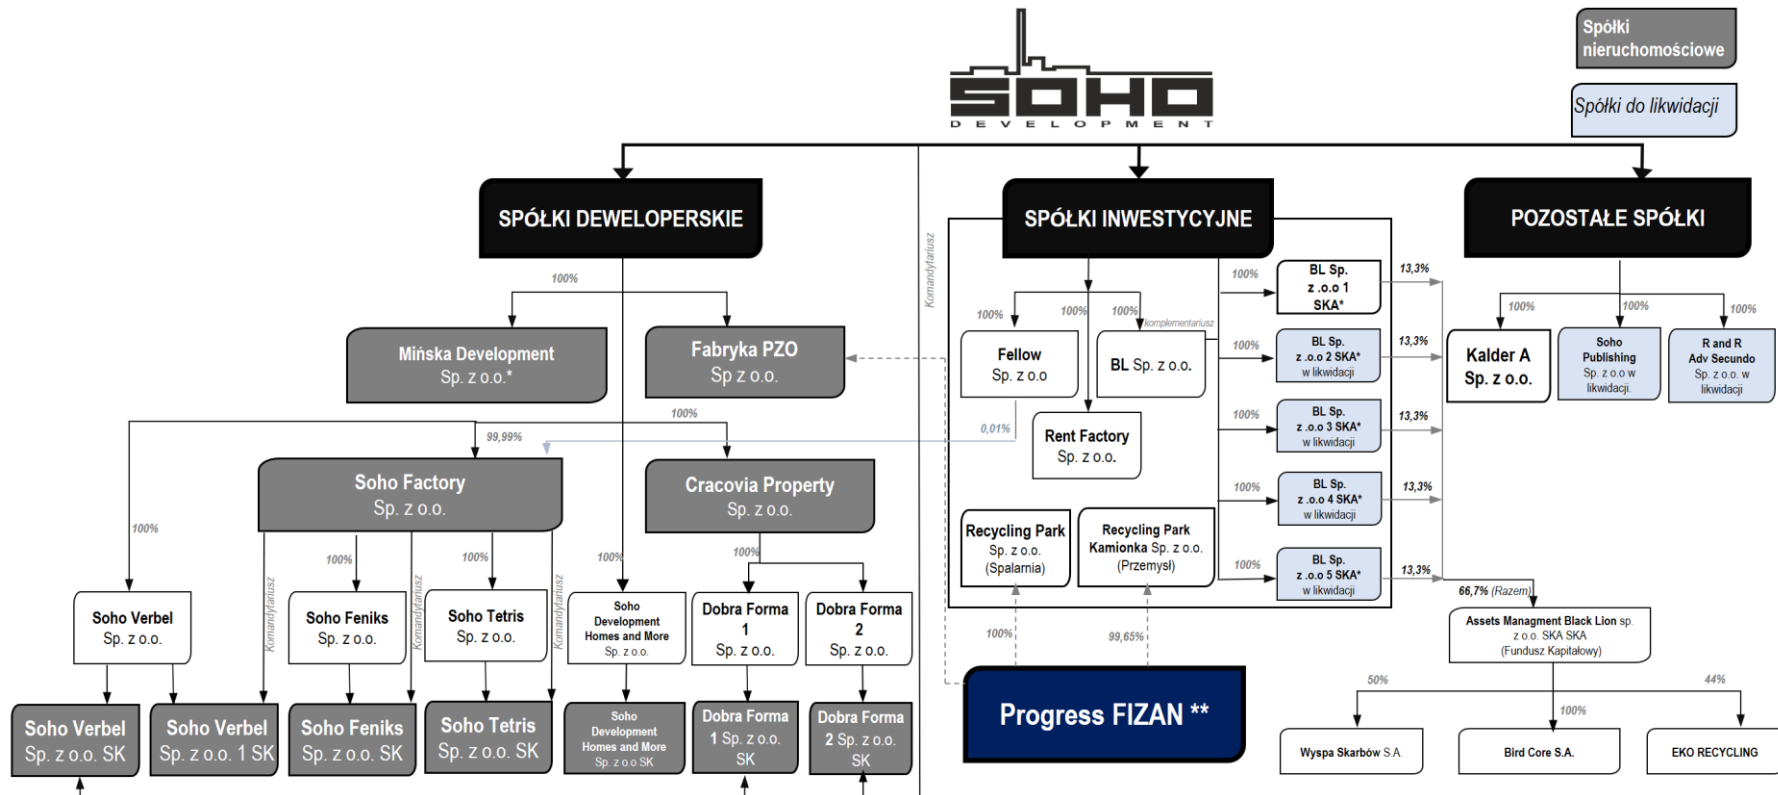 SOHO
DEVELOPMENT
Spółki
nieruchomościowe
Spółki do likwidacji
SPÓŁKI DEWELOPERSKIE
SPÓŁKI INWESTYCYJNE
POZOSTAŁE SPÓŁKI
Komandytariusz
100%
Mińska Development
Sp. z o.o.*
Fabryka PZO
Sp z o.o.
100%
99,99%
0,01%
Soho Factory
Sp. z o.o.
Cracovia Property
Sp. z o.o.
100%
100%
100%
100%
100%
Komandytariusz
Komandytariusz
Komandytariusz
Soho Verbel
Sp. z o.o.
Soho Feniks
Sp. z o.o.
Soho Tetris
Sp. z o.o.
Soho
Development
Homes and More
Sp. z o.o.
Dobra Forma
1
Sp. z o.o.
Dobra Forma
2
Sp. z o.o.
Soho Verbel
Sp. z o.o. SK
Soho Verbel
Sp. z o.o. 1 SK
Soho Feniks
Sp. z o.o. SK
Soho Tetris
Sp. z o.o. SK
Soho
Development
Homes and More
Sp. z o.o SK
Dobra Forma
1 Sp. z o.o.
SK
Dobra Forma
2 Sp. z o.o.
SK
100%
100%
100%
komplementariusz
Fellow
Sp. z o.o
BL Sp. z o.o.
Rent Factory
Sp. z o.o.
Recycling Park
Sp. z o.o.
(Spalarnia)
Recycling Park
Kamionka Sp. z o.o.
(Przemysł)
100%
99,65%
Progress FIZAN **
100%
BL Sp.
z .o.o 1
SKA*
13,3%
100%
BL Sp.
z .o.o 2 SKA*
w likwidacji
13,3%
100%
BL Sp.
z .o.o 3 SKA*
w likwidacji
13,3%
100%
BL Sp.
z .o.o 4 SKA*
w likwidacji
13,3%
100%
BL Sp.
z .o.o 5 SKA*
w likwidacji
13,3%
100%
100%
100%
Kalder A
Sp. z o.o.
Soho
Publishing
Sp. z o.o w
likwidacji.
R and R
Adv Secundo
Sp. z o.o. w
likwidacji
66,7% (Razem)
Assets Managment Black Lion sp.
z o.o. SKA SKA
(Fundusz Kapitałowy)
50%
100%
44%
Wyspa Skarbów S.A.
Bird Core S.A.
EKO RECYCLING